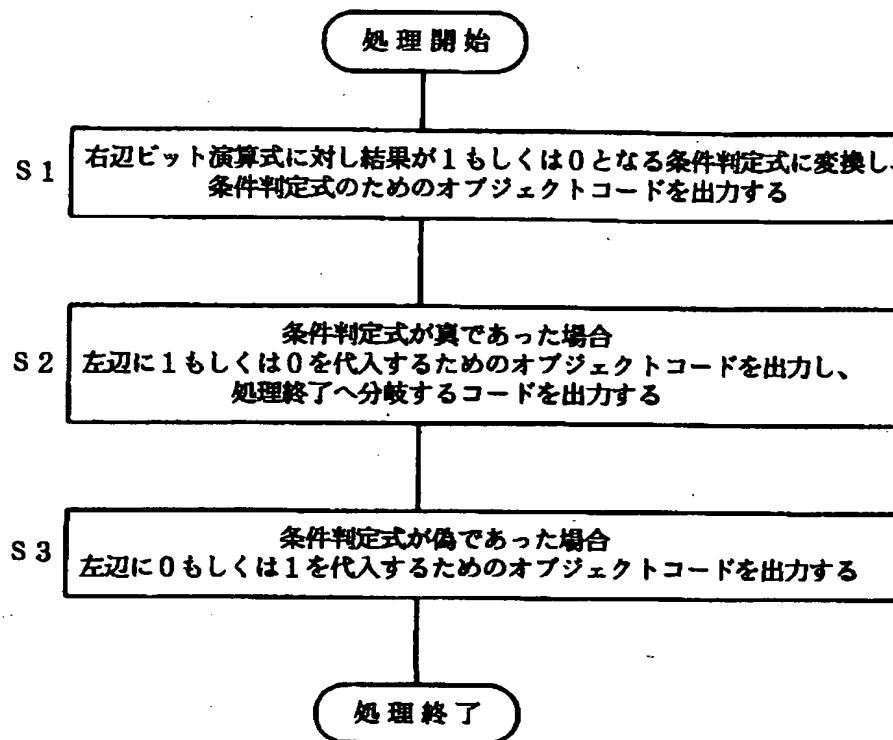 処理開始
S1
右辺ビット演算式に対し結果が1もしくは0となる条件判定式に変換し、
条件判定式のためのオブジェクトコードを出力する
S2
条件判定式が真であった場合
左辺に1もしくは0を代入するためのオブジェクトコードを出力し、
処理終了へ分岐するコードを出力する
S3
条件判定式が偽であった場合
左辺に0もしくは1を代入するためのオブジェクトコードを出力する
処理終了